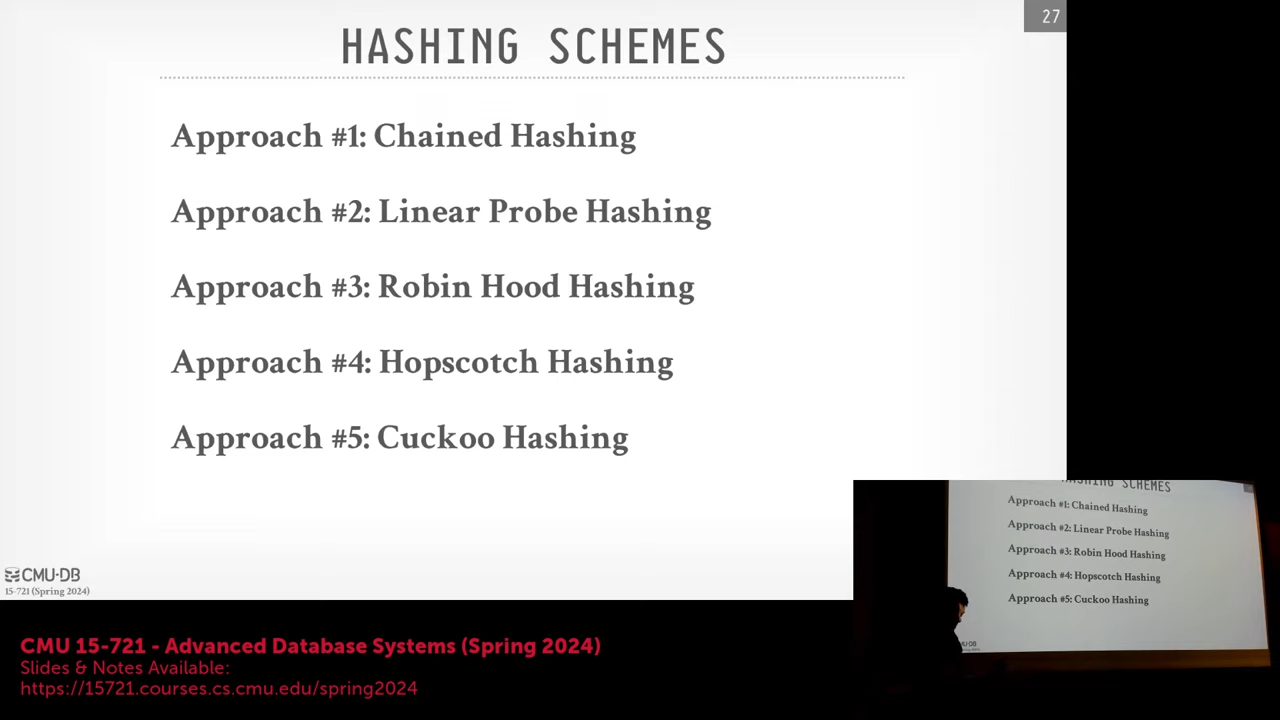 27
HASHING SCHEMES
Approach #1: Chained Hashing
Approach #2: Linear Probe Hashing
Approach #3: Robin Hood Hashing
Approach #4: Hopscotch Hashing
Approach #5: Cuckoo Hashing
CMU·DB
15-721 (Spring 2024)
HASHING SCHEMES
Approach #1: Chained Hashing
Approach #2: Linear Probe Hashing
Approach #3: Robin Hood Hashing
Approach #4: Hopscotch Hashing
Approach #5: Cuckoo Hashing
CMU 15-721 - Advanced Database Systems (Spring 2024)
Slides & Notes Available:
https://15721.courses.cs.cmu.edu/spring2024